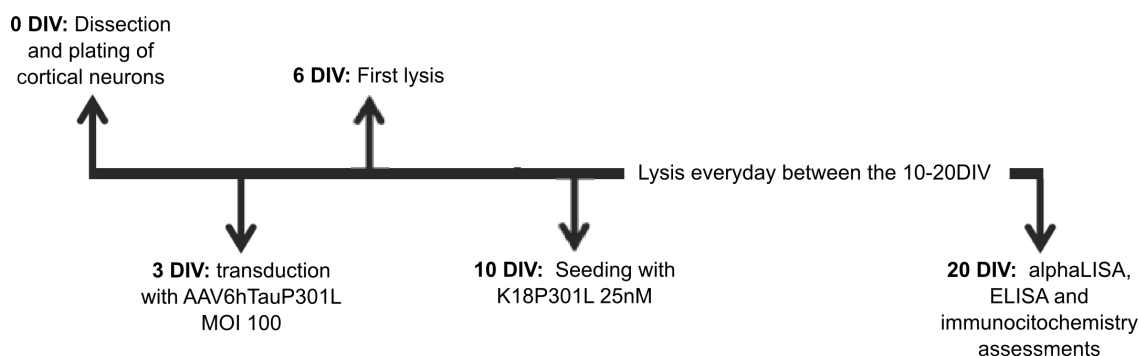 0 DIV: Dissection
and plating of
cortical neurons
6 DIV: First lysis
Lysis everyday between the 10-20DIV
3 DIV: transduction
with AAV6hTauP301L
MOI 100
10 DIV: Seeding with
K18P301L 25nM
20 DIV: alphaLISA,
ELISA and
immunocitochemistry
assessments